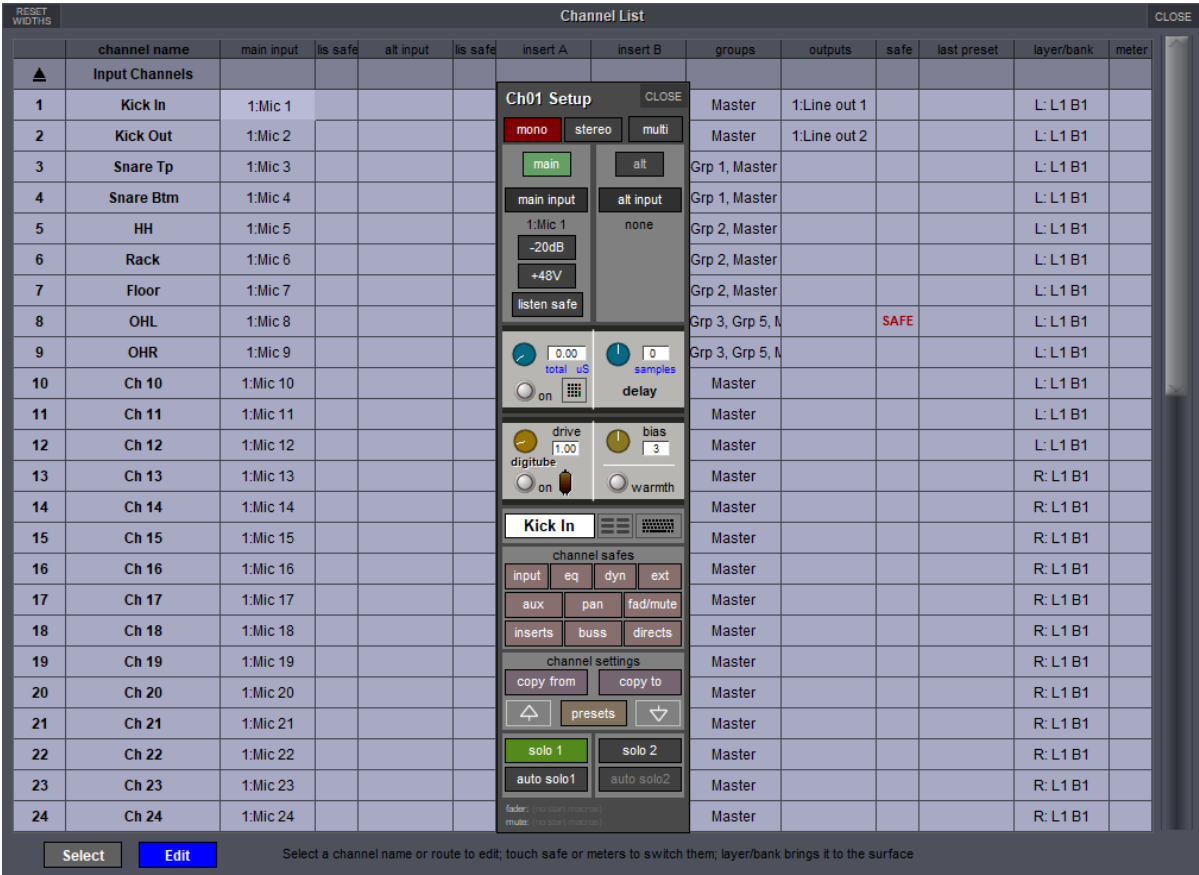 RESET WIDTHS Channel List CLOSE
channel name main input lis safe alt input lis safe insert A insert B groups outputs safe last preset layer/bank meter
Input Channels
1 Kick In 1:Mic 1 Master 1:Line out 1 L: L1 B1
2 Kick Out 1:Mic 2 Master 1:Line out 2 L: L1 B1
3 Snare Tp 1:Mic 3 Grp 1, Master L: L1 B1
4 Snare Btm 1:Mic 4 Grp 1, Master L: L1 B1
5 HH 1:Mic 5 Grp 2, Master L: L1 B1
6 Rack 1:Mic 6 Grp 2, Master L: L1 B1
7 Floor 1:Mic 7 Grp 2, Master L: L1 B1
8 OHL 1:Mic 8 Grp 3, Grp 5, SAFE L: L1 B1
9 OHR 1:Mic 9 Grp 3, Grp 5, L: L1 B1
10 Ch 10 1:Mic 10 Master L: L1 B1
11 Ch 11 1:Mic 11 Master L: L1 B1
12 Ch 12 1:Mic 12 Master L: L1 B1
13 Ch 13 1:Mic 13 Master R: L1 B1
14 Ch 14 1:Mic 14 Master R: L1 B1
15 Ch 15 1:Mic 15 Master R: L1 B1
16 Ch 16 1:Mic 16 Master R: L1 B1
17 Ch 17 1:Mic 17 Master R: L1 B1
18 Ch 18 1:Mic 18 Master R: L1 B1
19 Ch 19 1:Mic 19 Master R: L1 B1
20 Ch 20 1:Mic 20 Master R: L1 B1
21 Ch 21 1:Mic 21 Master R: L1 B1
22 Ch 22 1:Mic 22 Master R: L1 B1
23 Ch 23 1:Mic 23 Master R: L1 B1
24 Ch 24 1:Mic 24 Master R: L1 B1
Ch01 Setup CLOSE
mono stereo multi
main alt
main input alt input
1:Mic 1 none
-20dB
+48V
listen safe
0.00 0
total uS samples
on delay
drive bias
1.00 3
digitube
on warmth
Kick In
channel safes
input eq dyn ext
aux pan fad/mute
inserts buss directs
channel settings
copy from copy to
presets
solo 1 solo 2
auto solo1 auto solo2
fader: (no start macros)
mute: (no start macros)
Select Edit Select a channel name or route to edit; touch safe or meters to switch them; layer/bank brings it to the surface